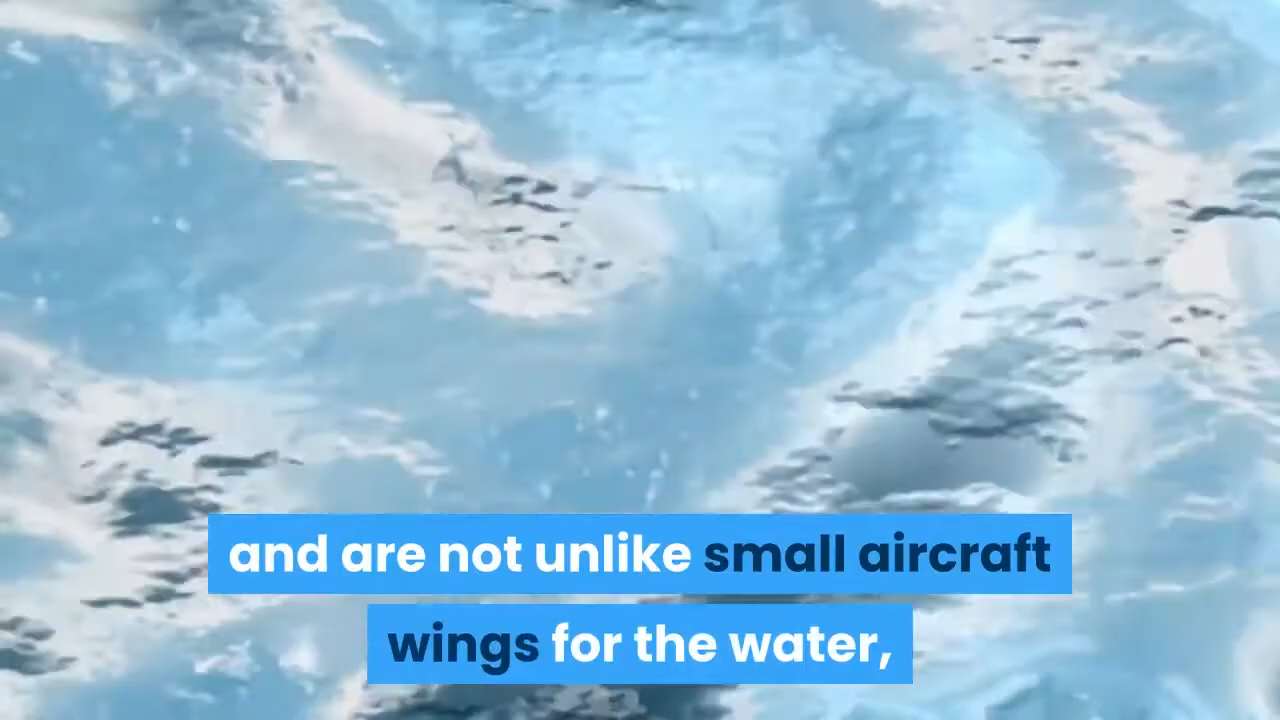 and are not unlike small aircraft
wings for the water,